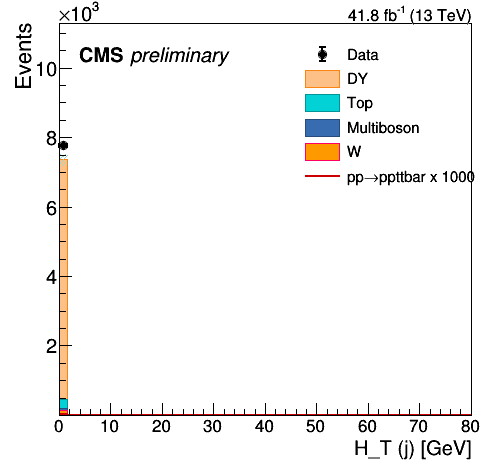 ×10³
41.8 fb⁻¹ (13 TeV)
Events
CMS preliminary
Data
DY
Top
Multiboson
W
pp→ppttbar x 1000
10
8
6
4
2
0 10 20 30 40 50 60 70 80
H_T (j) [GeV]